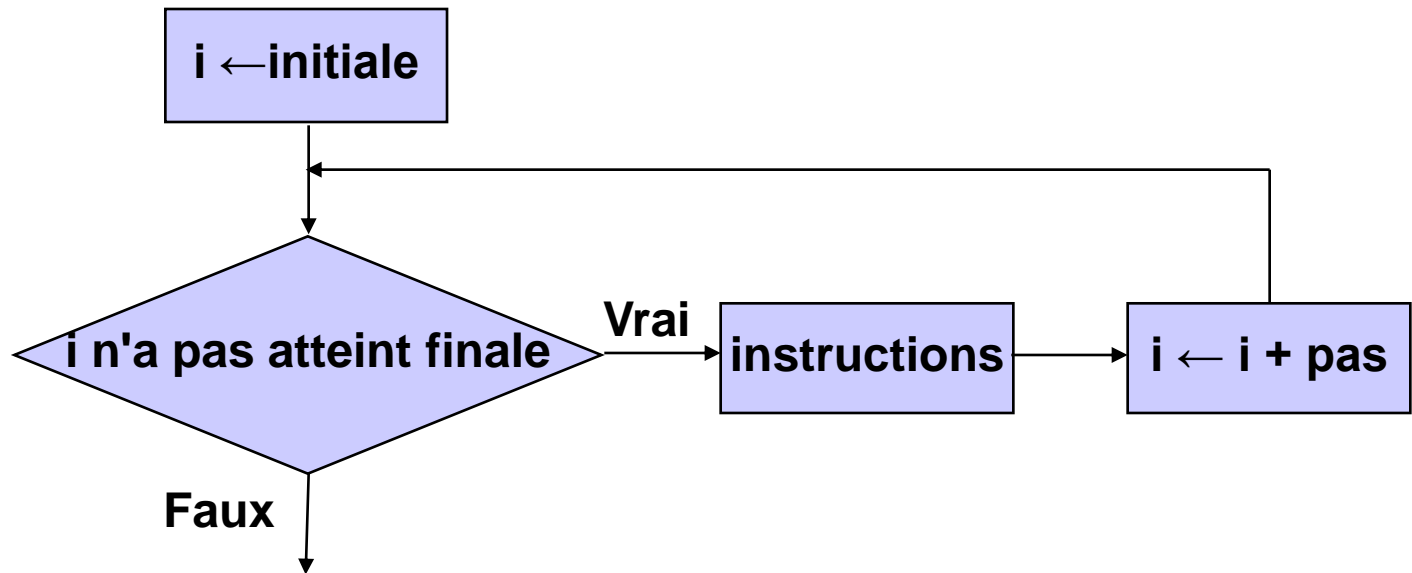 i ←initiale
i n'a pas atteint finale
Vrai
instructions
i ← i + pas
Faux